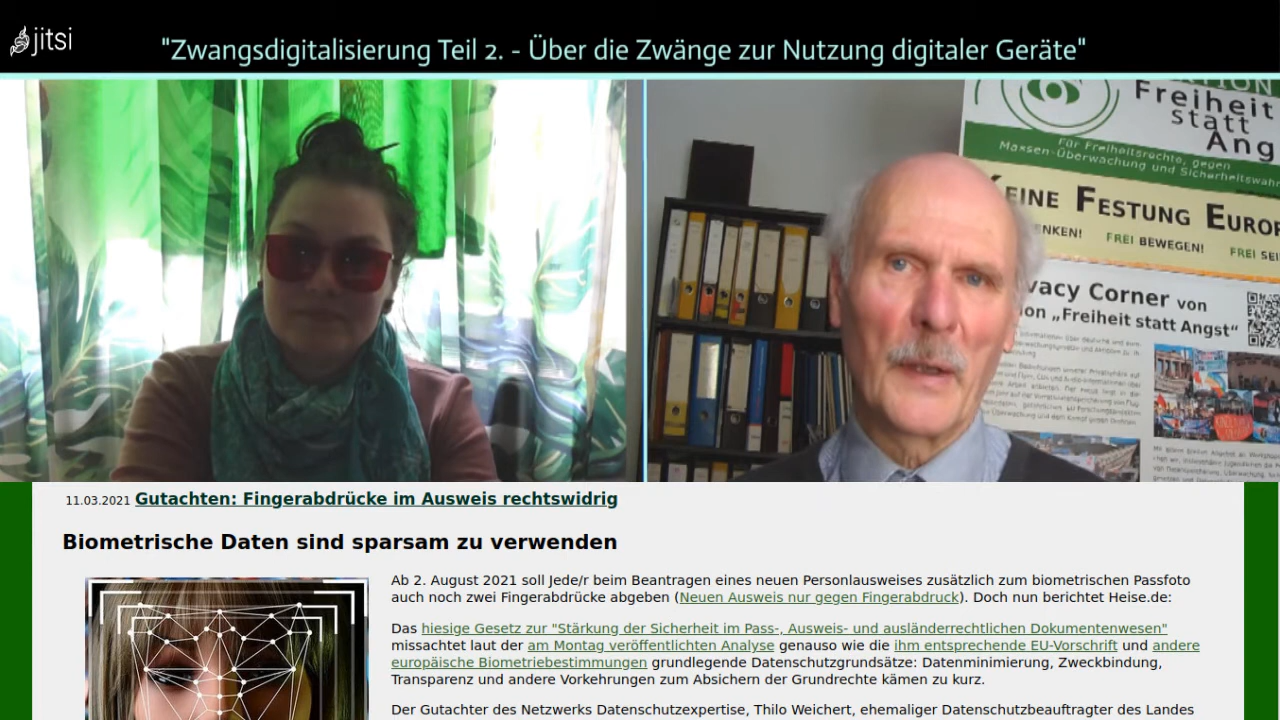 jitsi
"Zwangsdigitalisierung Teil 2. - Über die Zwänge zur Nutzung digitaler Geräte"
Freiheit
statt
Ang
Für Freiheitsrechte, gegen
Massen-Überwachung und Sicherheitswahn
EINE FESTUNG EUROP
ENKEN! FREI BEWEGEN! FREI SEI
vacy Corner von
ion „Freiheit statt Angst“
11.03.2021 Gutachten: Fingerabdrücke im Ausweis rechtswidrig
Biometrische Daten sind sparsam zu verwenden
Ab 2. August 2021 soll Jede/r beim Beantragen eines neuen Personlausweises zusätzlich zum biometrischen Passfoto
auch noch zwei Fingerabdrücke abgeben (Neuen Ausweis nur gegen Fingerabdruck). Doch nun berichtet Heise.de:
Das hiesige Gesetz zur "Stärkung der Sicherheit im Pass-, Ausweis- und ausländerrechtlichen Dokumentenwesen"
missachtet laut der am Montag veröffentlichten Analyse genauso wie die ihm entsprechende EU-Vorschrift und andere
europäische Biometriebestimmungen grundlegende Datenschutzgrundsätze: Datenminimierung, Zweckbindung,
Transparenz und andere Vorkehrungen zum Absichern der Grundrechte kämen zu kurz.
Der Gutachter des Netzwerks Datenschutzexpertise, Thilo Weichert, ehemaliger Datenschutzbeauftragter des Landes